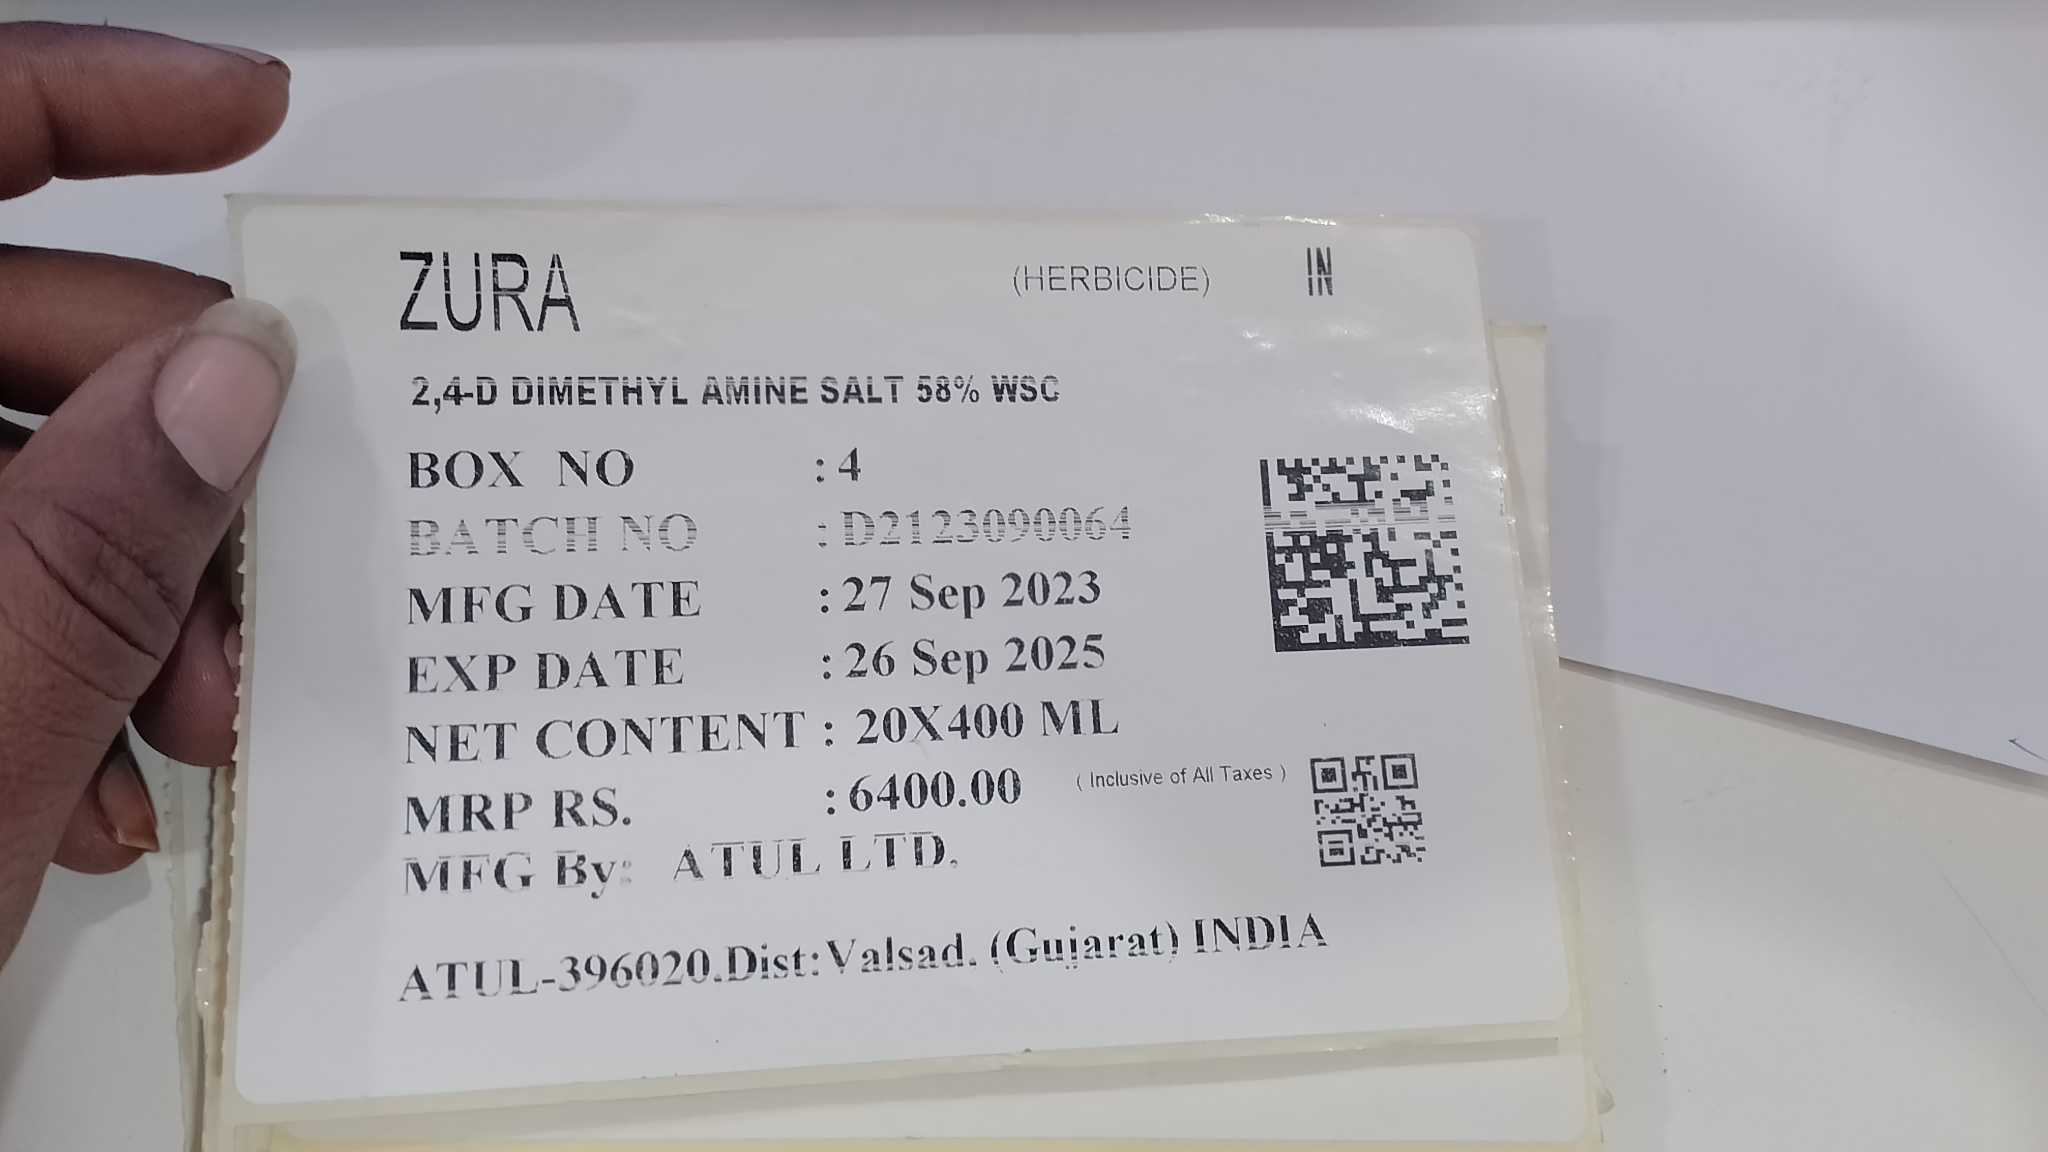 ZURA (HERBICIDE) IN
2,4-D DIMETHYL AMINE SALT 58% WSC
BOX NO : 4
BATCH NO : D2123090064
MFG DATE : 27 Sep 2023
EXP DATE : 26 Sep 2025
NET CONTENT : 20X400 ML
MRP RS. : 6400.00 ( Inclusive of All Taxes )
MFG By: ATUL LTD.
ATUL-396020.Dist:Valsad. (Gujarat) INDIA